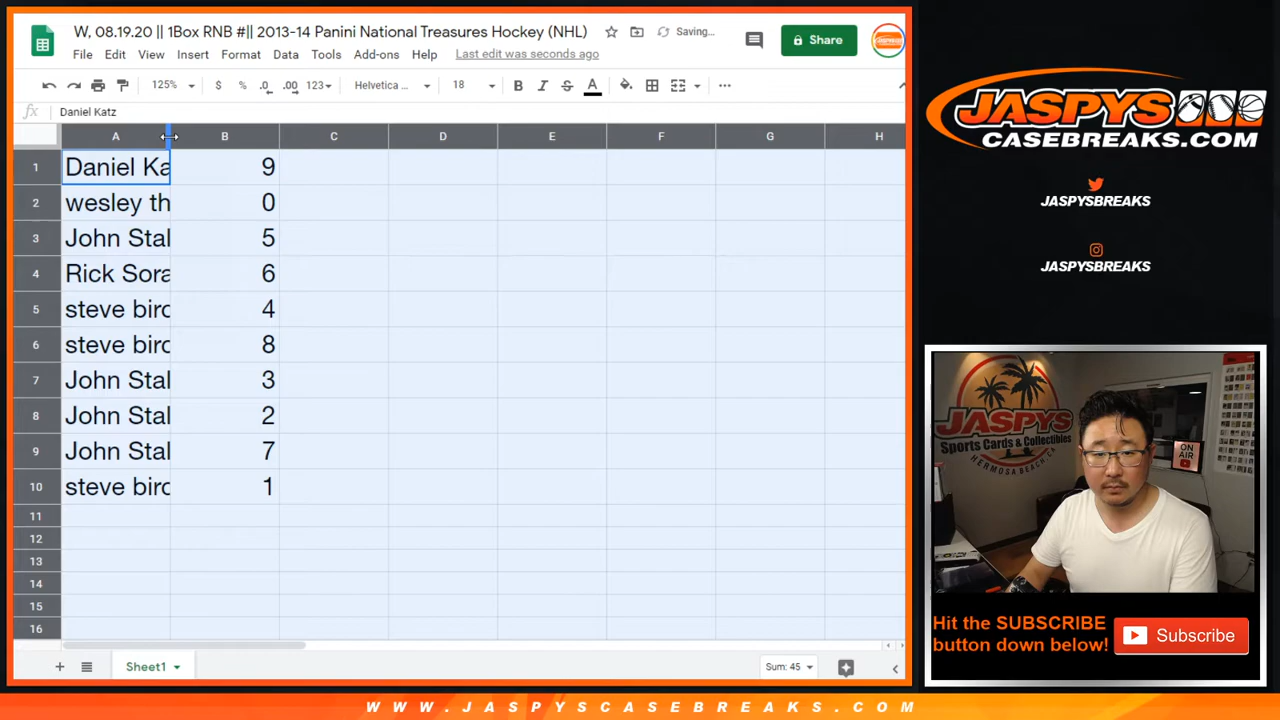 W, 08.19.20 || 1Box RNB #|| 2013-14 Panini National Treasures Hockey (NHL)
Saving...
Share
File Edit View Insert Format Data Tools Add-ons Help Last edit was seconds ago
125% $ % .0 .00 123 Helvetica ... 18 B I S A ...
fx Daniel Katz
A B C D E F G H
1 Daniel Ka 9
2 wesley th 0
3 John Stal 5
4 Rick Sora 6
5 steve birc 4
6 steve birc 8
7 John Stal 3
8 John Stal 2
9 John Stal 7
10 steve birc 1
11
12
13
14
15
16
Sheet1
Sum: 45
JASPYS
CASEBREAKS.COM
JASPYSBREAKS
JASPYSBREAKS
JASPYS
Sports Cards & Collectibles
HERMOSA BEACH, CA
ON
AIR
Hit the SUBSCRIBE
button down below!
Subscribe
WWW.JASPYSCASEBREAKS.COM